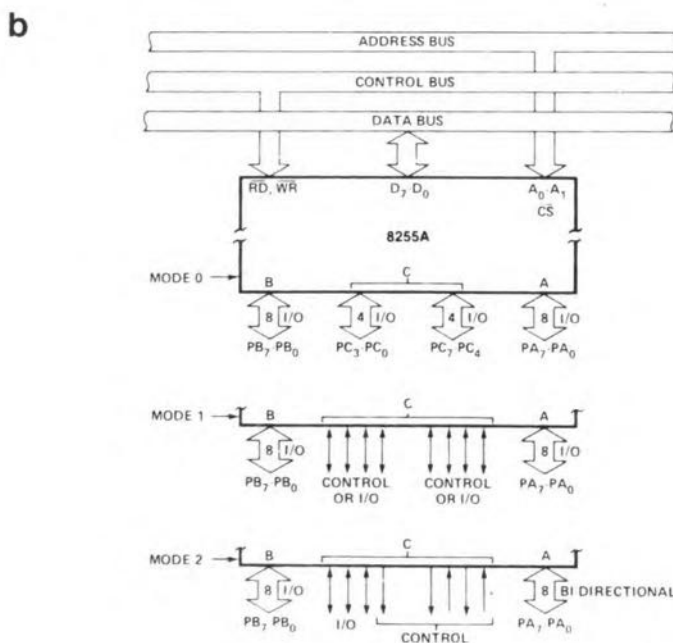 b
ADDRESS BUS
CONTROL BUS
DATA BUS
RD, WR D7-D0 A0-A1
CS
8255A
MODE 0 B C A
8 I/O 4 I/O 4 I/O 8 I/O
PB7-PB0 PC3-PC0 PC7-PC4 PA7-PA0
MODE 1 B C A
8 I/O 8 I/O
PB7-PB0 CONTROL OR I/O CONTROL OR I/O PA7-PA0
MODE 2 B C A
8 I/O 8 BI DIRECTIONAL
PB7-PB0 I/O PA7-PA0
CONTROL